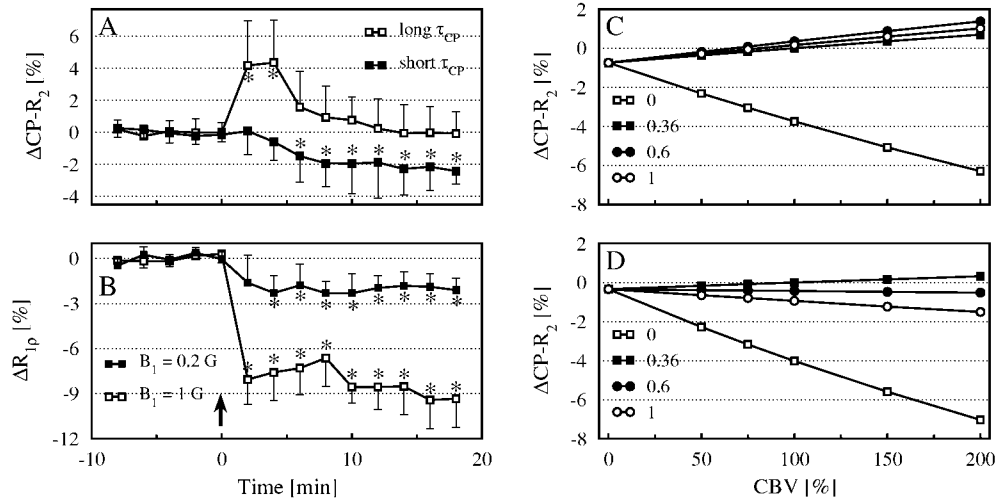 A
ΔCP-R2 [%]
6
4
2
0
-2
-4
long τCP
short τCP
* * * * * * * * *
B
ΔR1ρ [%]
0
-3
-6
-9
-12
B1 = 0.2 G
B1 = 1 G
* * * * * * * *
* * * * * * * * *
-10
0
10
20
Time [min]
C
ΔCP-R2 [%]
2
0
-2
-4
-6
-8
0
0.36
0.6
1
D
ΔCP-R2 [%]
2
0
-2
-4
-6
-8
0
0.36
0.6
1
0
50
100
150
200
CBV [%]